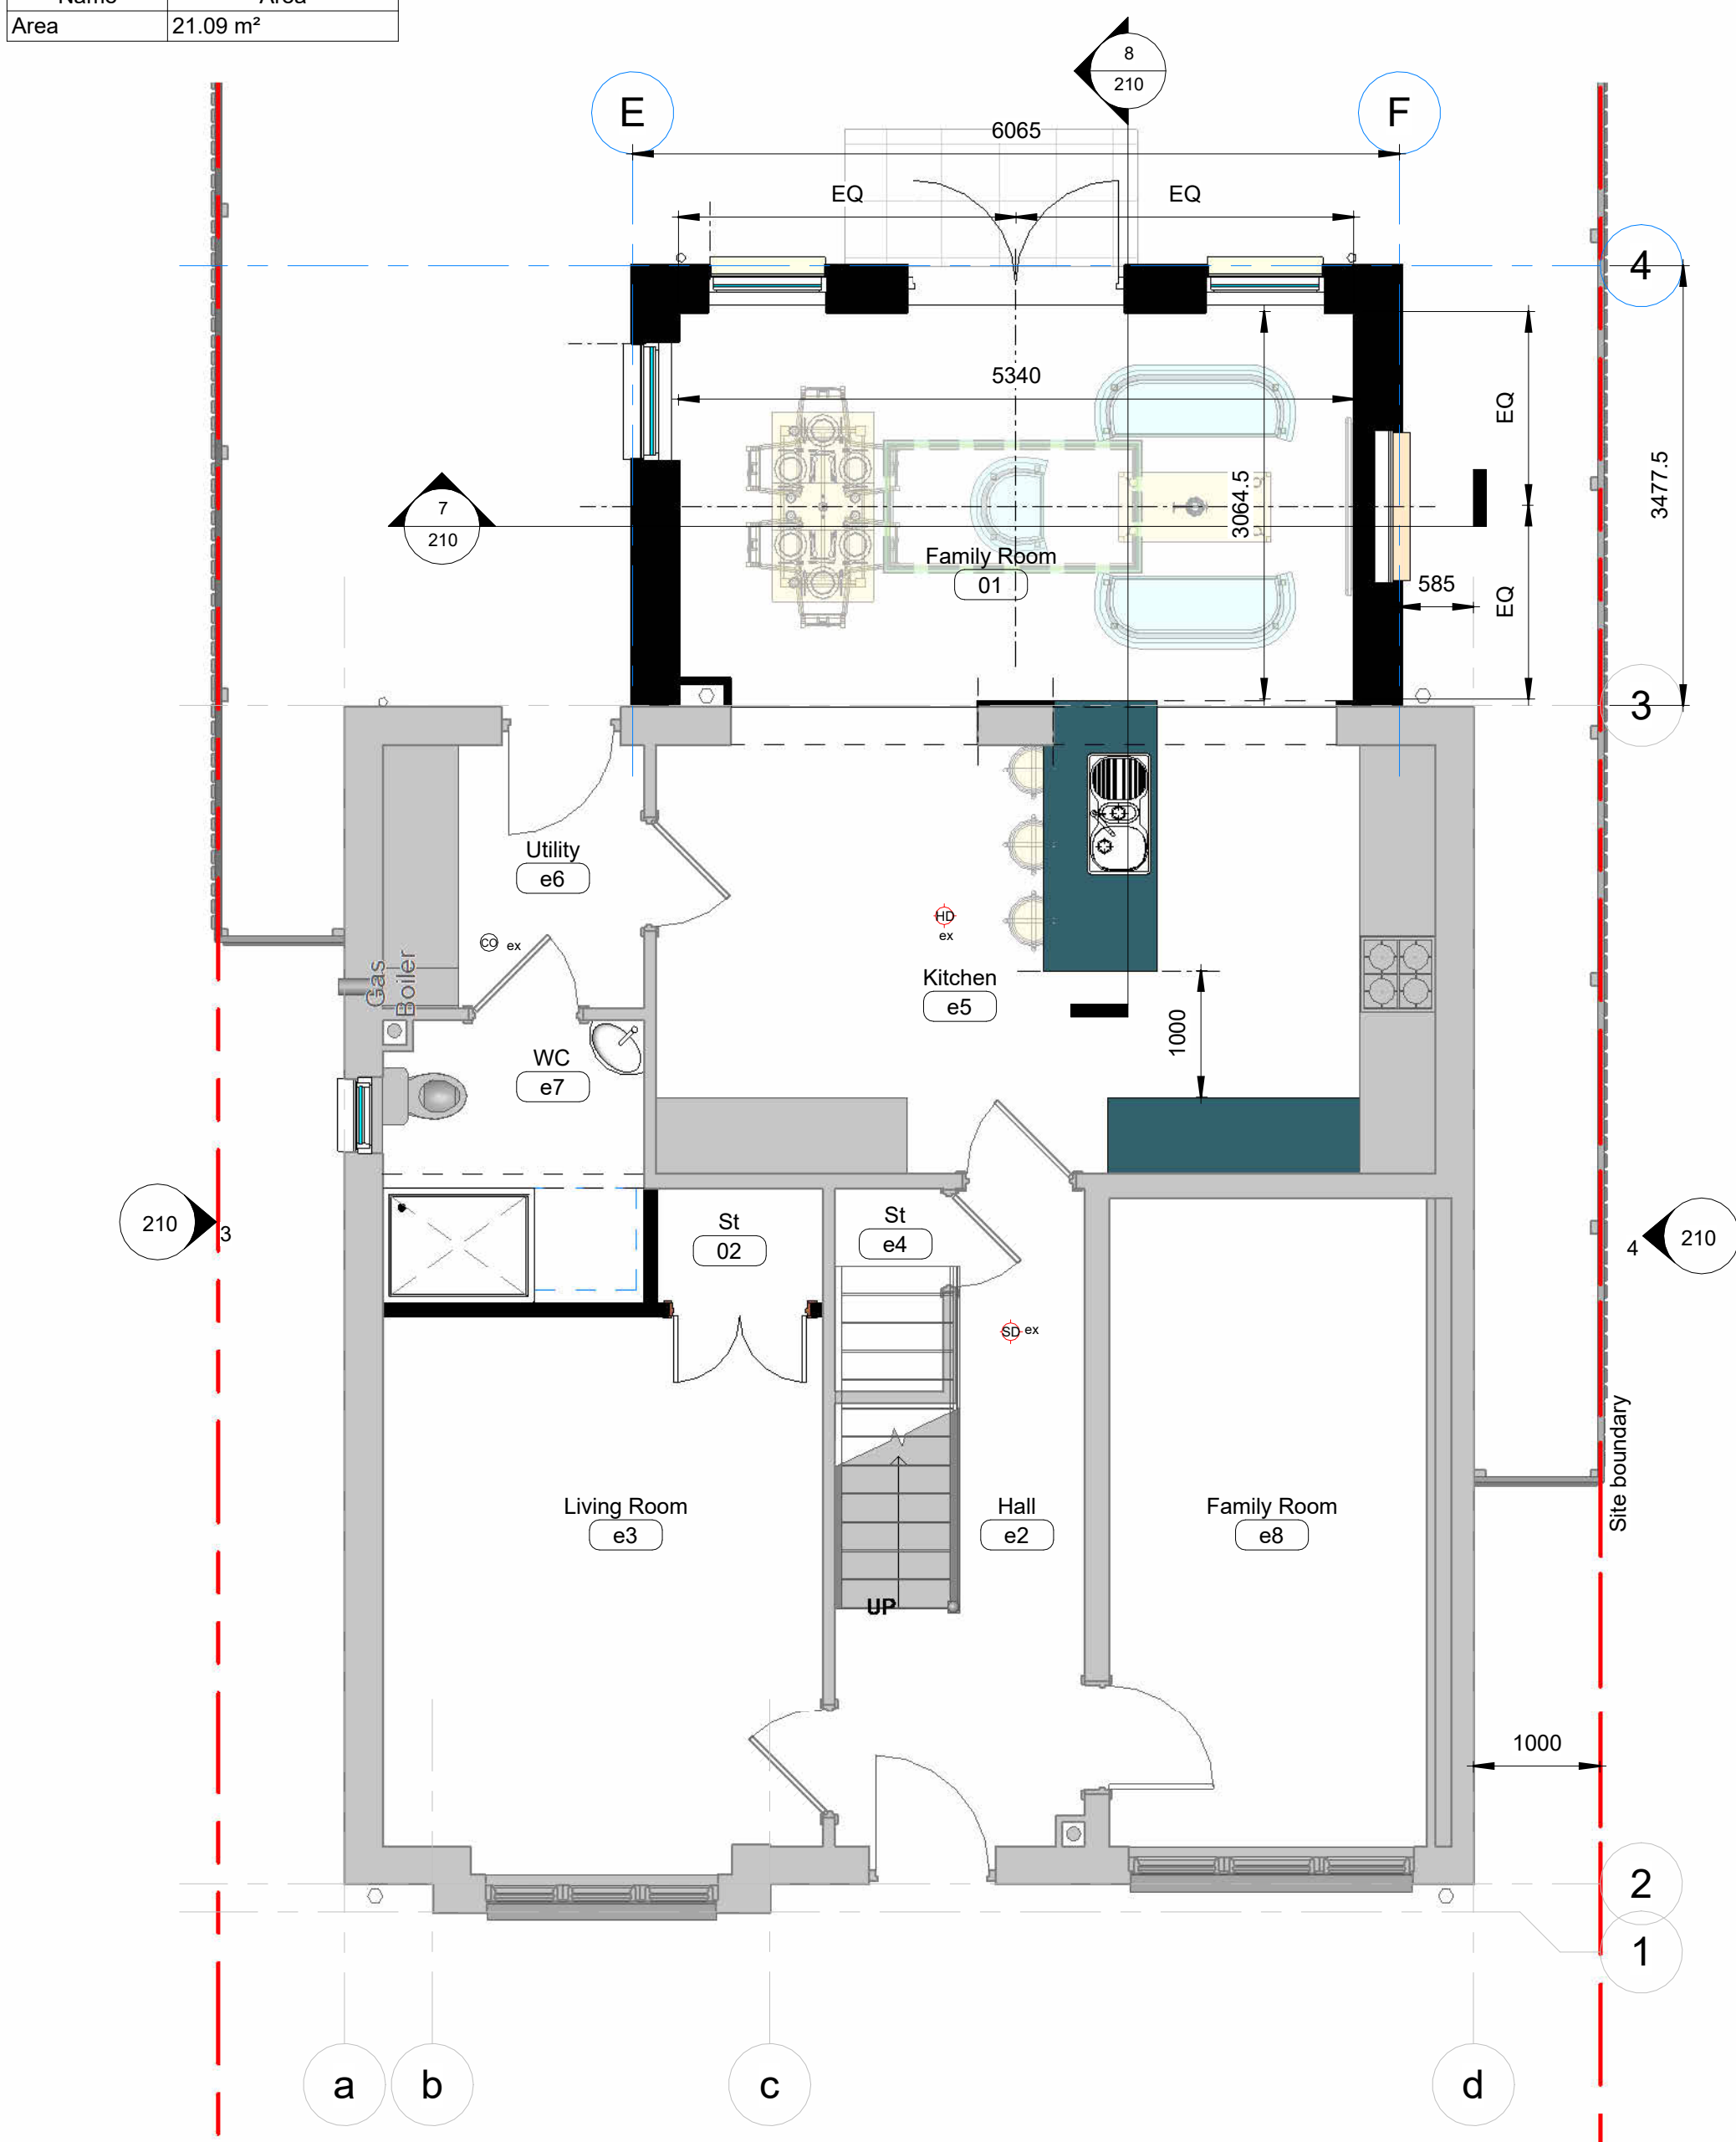 Name Area
Area 21.09 m²
8
210
E
F
6065
EQ
EQ
4
5340
EQ
3477.5
3064.5
7
210
Family Room
01
585
EQ
3
Utility
e6
HD
ex
CO ex
Gas
Boiler
Kitchen
e5
1000
WC
e7
210
3
St
02
St
e4
4
210
SD ex
Site boundary
Living Room
e3
Hall
e2
Family Room
e8
UP
1000
2
1
a
b
c
d